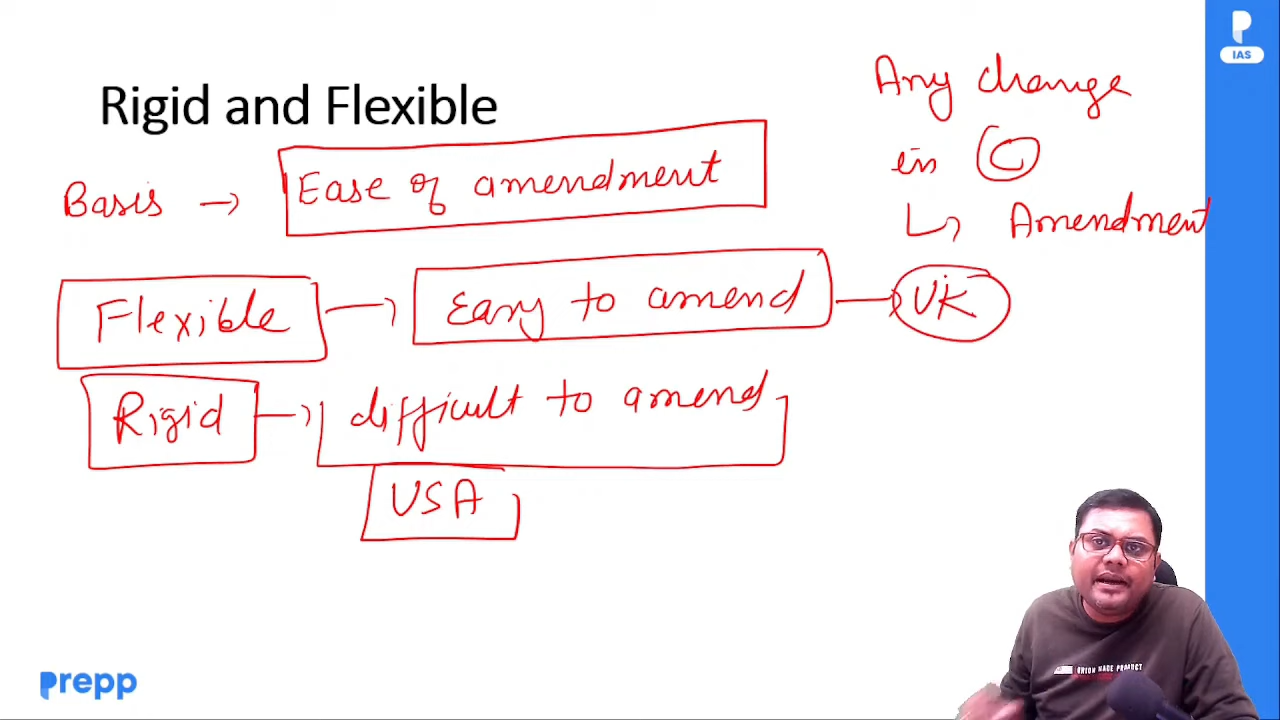 IAS
Rigid and Flexible
Any change
in C
↳ Amendment
Basis → Ease of amendment
Flexible → Easy to amend → UK
Rigid → difficult to amend
USA
prepp